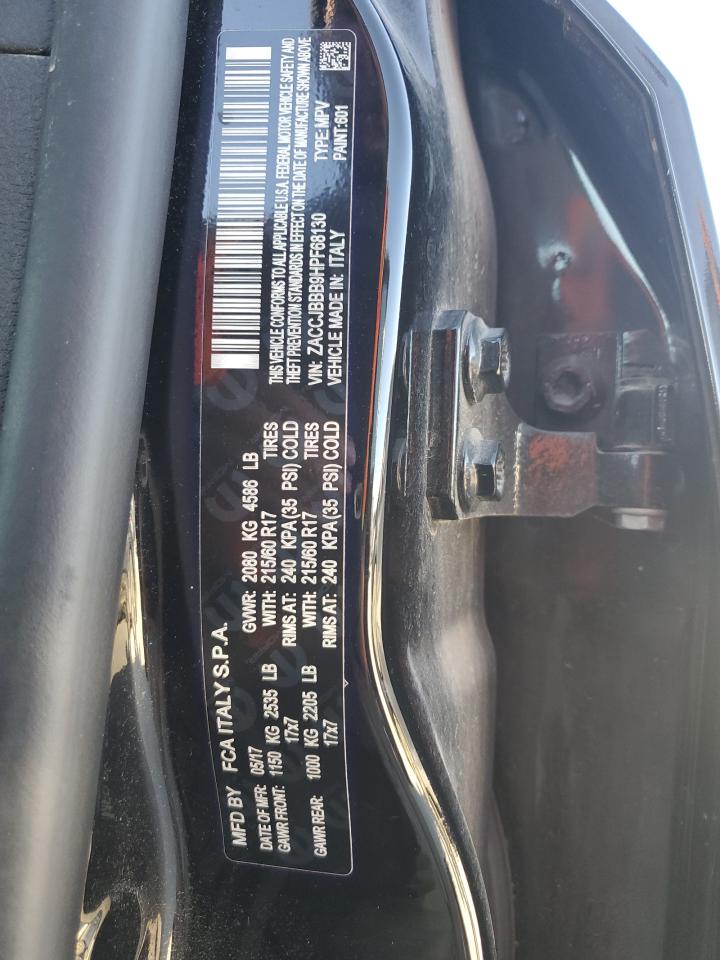 MFD BY FCA ITALY S.P.A.
DATE OF MFR: 05/17 GVWR: 2080 KG 4586 LB
GAWR FRONT: 1150 KG 2535 LB WITH: 215/60 R17 TIRES
17x7 RIMS AT: 240 KPA(35 PSI) COLD
GAWR REAR: 1000 KG 2205 LB WITH: 215/60 R17 TIRES
17x7 RIMS AT: 240 KPA(35 PSI) COLD
THIS VEHICLE CONFORMS TO ALL APPLICABLE U.S.A. FEDERAL MOTOR VEHICLE SAFETY AND
THEFT PREVENTION STANDARDS IN EFFECT ON THE DATE OF MANUFACTURE SHOWN ABOVE
VIN: ZACCJBBB9HPF68130 TYPE: MPV
VEHICLE MADE IN: ITALY PAINT: 601